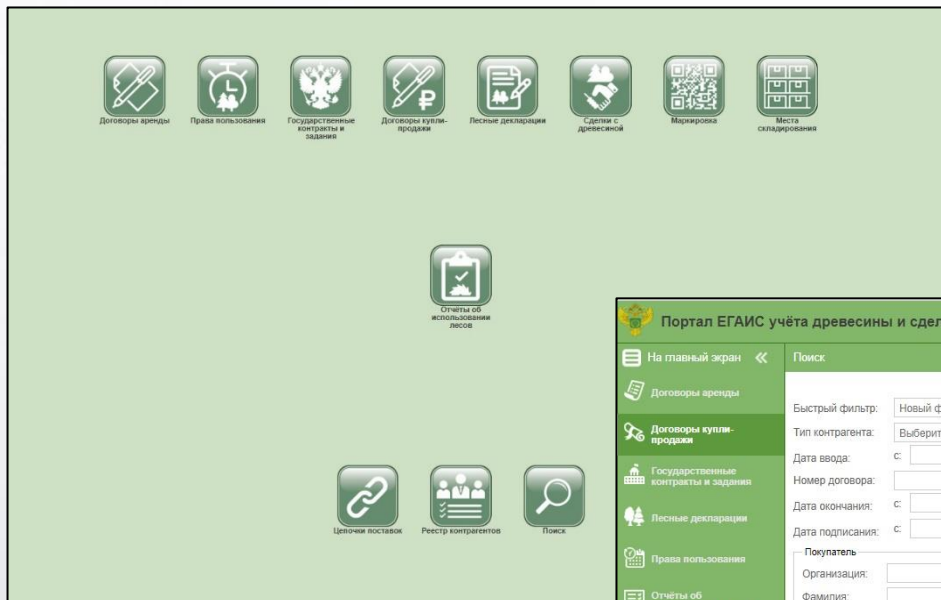 Договоры аренды
Права пользования
Государственные
контракты и
задания
Договоры купли-
продажи
Лесные декларации
Сделки с
древесиной
Маркировка
Места
складирования
Отчёты об
использовании
лесов
Цепочки поставок
Реестр контрагентов
Поиск
Портал ЕГАИС учёта древесины и сдел
На главный экран
Договоры аренды
Договоры купли-
продажи
Государственные
контракты и задания
Лесные декларации
Права пользования
Отчёты об
Поиск
Быстрый фильтр: Новый ф
Тип контрагента: Выберит
Дата ввода: с:
Номер договора:
Дата окончания: с:
Дата подписания: с:
Покупатель
Организация:
Фамилия: